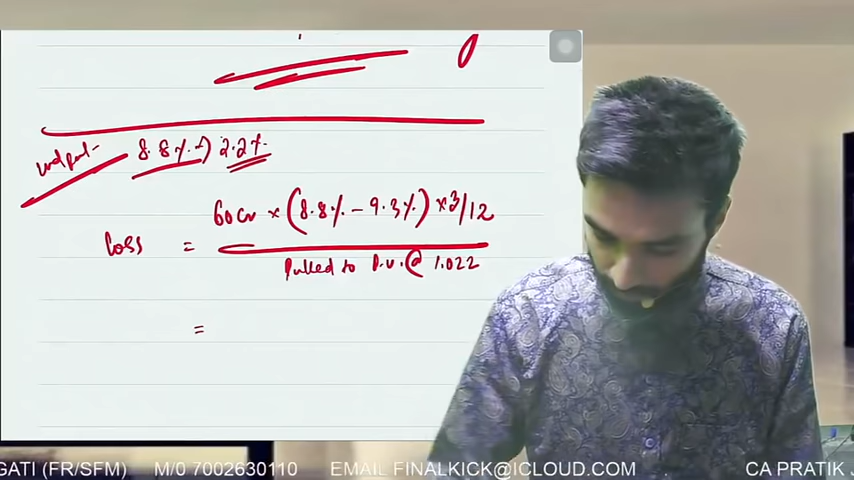 8.8% → 2.2%
60cr × (8.8% - 9.3%) × 3/12
Loss =
Pulled to P.V. @ 1.022
=
GATI (FR/SFM) M/0 7002630110 EMAIL FINALKICK@ICLOUD.COM CA PRATIK J